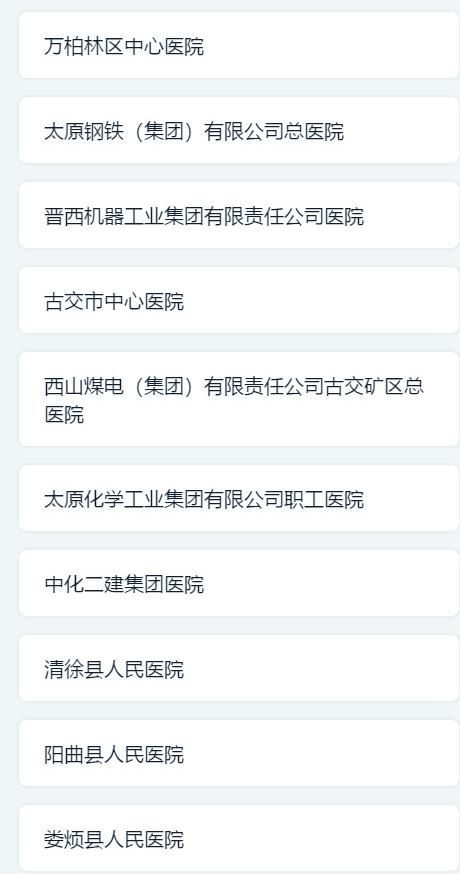 万柏林区中心医院
太原钢铁（集团）有限公司总医院
晋西机器工业集团有限责任公司医院
古交市中心医院
西山煤电（集团）有限责任公司古交矿区总
医院
太原化学工业集团有限公司职工医院
中化二建集团医院
清徐县人民医院
阳曲县人民医院
娄烦县人民医院